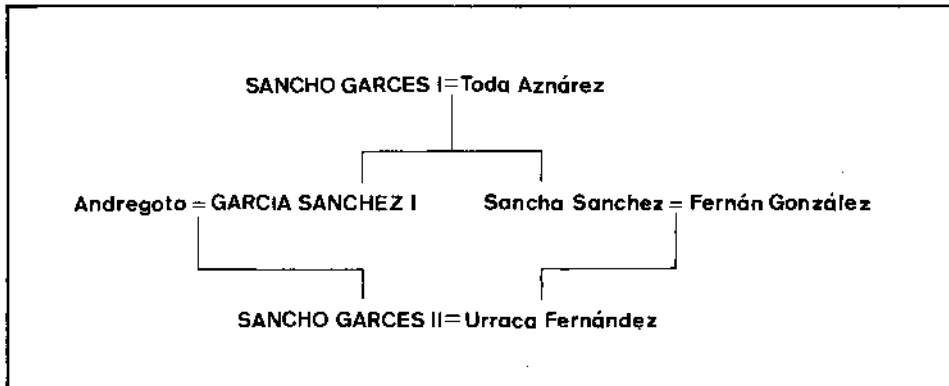 SANCHO GARCES I=Toda Aznárez
Andregoto = GARCIA SANCHEZ I Sancha Sanchez = Fernán González
SANCHO GARCES II=Urraca Fernández